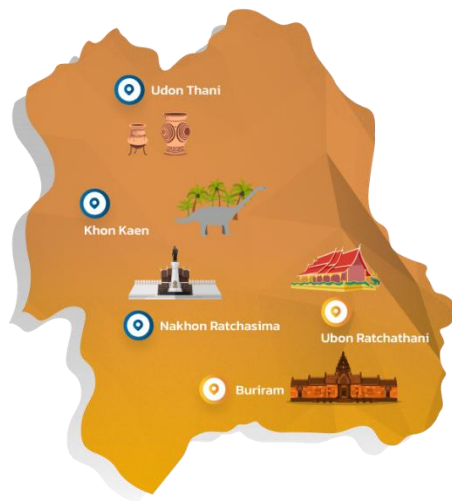 Udon Thani
Khon Kaen
Nakhon Ratchasima
Ubon Ratchathani
Buriram